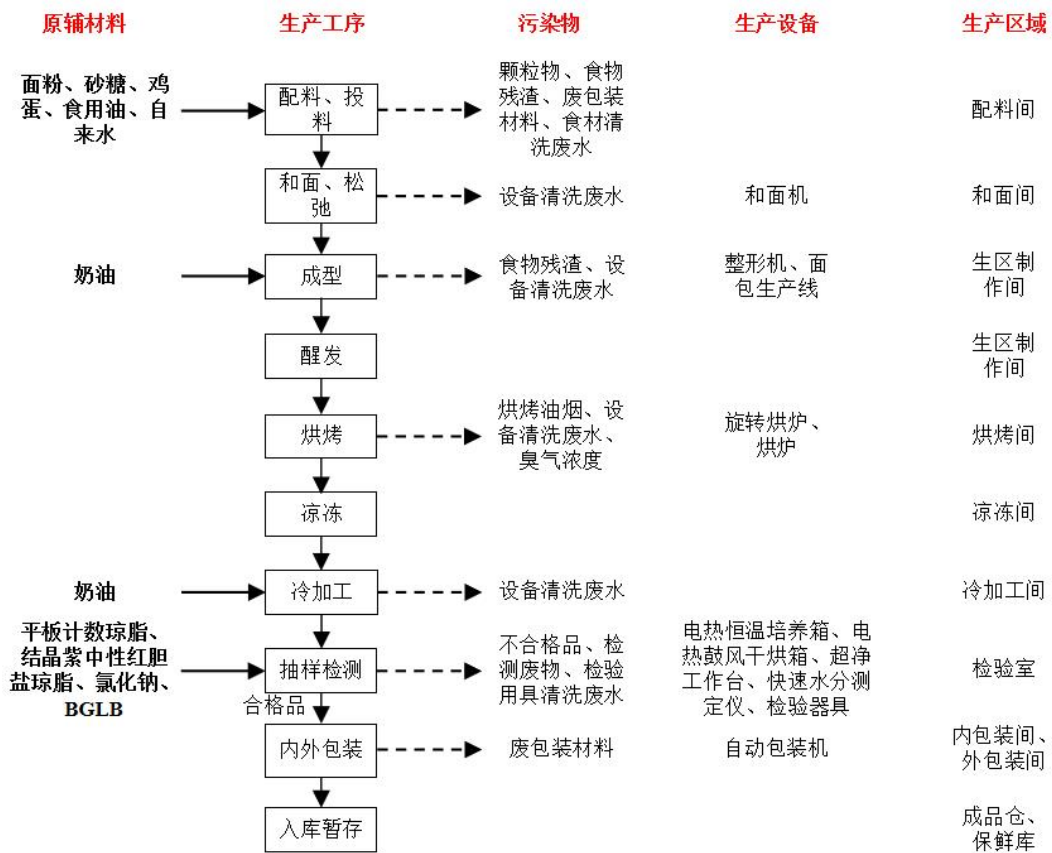 原辅材料 生产工序 污染物 生产设备 生产区域
面粉、砂糖、鸡
蛋、食用油、自
来水
配料、投
料
颗粒物、食物
残渣、废包装
材料、食材清
洗废水
配料间
和面、松
弛
设备清洗废水
和面机
和面间
奶油
成型
食物残渣、设
备清洗废水
整形机、面
包生产线
生区制
作间
醒发
生区制
作间
烘烤
烘烤油烟、设
备清洗废水、
臭气浓度
旋转烘炉、
烘炉
烘烤间
凉冻
凉冻间
奶油
冷加工
设备清洗废水
冷加工间
平板计数琼脂、
结晶紫中性红胆
盐琼脂、氯化钠、
BGLB
抽样检测
不合格品、检
测废物、检验
用具清洗废水
电热恒温培养箱、电
热鼓风干烘箱、超净
工作台、快速水分测
定仪、检验器具
检验室
合格品
内外包装
废包装材料
自动包装机
内包装间、
外包装间
入库暂存
成品仓、
保鲜库